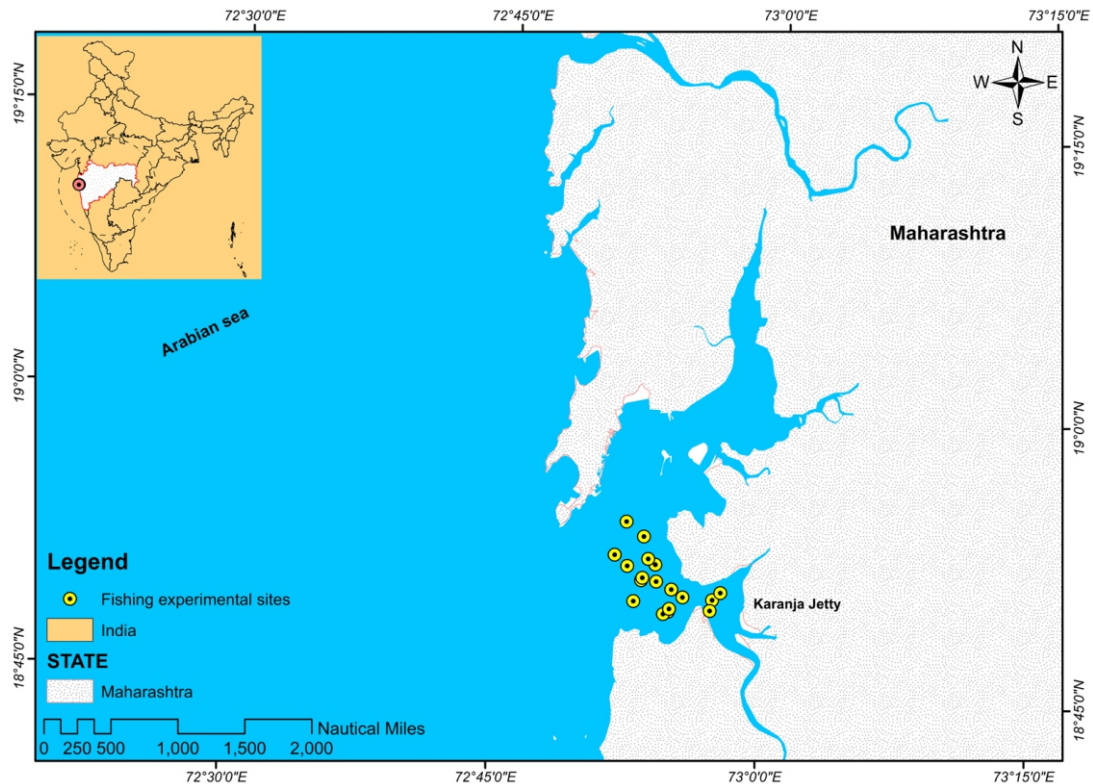 72°30'0"E 72°45'0"E 73°0'0"E 73°15'0"E
N
W E
S
19°15'0"N
19°15'0"N
Maharashtra
Arabian sea
19°0'0"N
19°0'0"N
Legend
Fishing experimental sites
India
STATE
Maharashtra
Karanja Jetty
18°45'0"N
18°45'0"N
Nautical Miles
0 250 500 1,000 1,500 2,000
72°30'0"E 72°45'0"E 73°0'0"E 73°15'0"E